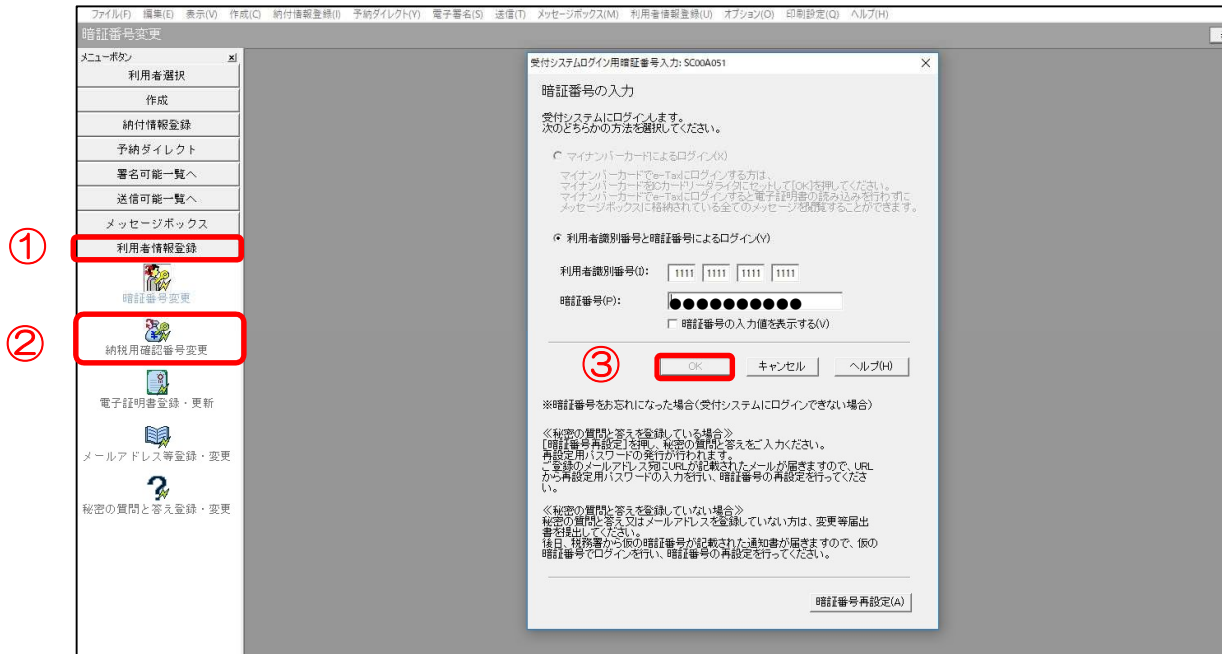 ファイル(F) 編集(E) 表示(V) 作成(C) 納付情報登録(I) 予納ダイレクト(Y) 電子署名(S) 送信(T) メッセージボックス(M) 利用者情報登録(U) オプション(O) 印刷設定(Q) ヘルプ(H)
暗証番号変更
メニューボタン
利用者選択
作成
納付情報登録
予納ダイレクト
署名可能一覧へ
送信可能一覧へ
メッセージボックス
① 利用者情報登録
暗証番号変更
② 納税用確認番号変更
電子証明書登録・更新
メールアドレス等登録・変更
秘密の質問と答え登録・変更
受付システムログイン用暗証番号入力: SC00A051
暗証番号の入力
受付システムにログインします。
次のどちらかの方法を選択してください。
マイナンバーカードによるログイン(X)
マイナンバーカードでe-Taxにログインする方は、
マイナンバーカードをICカードリーダライタにセットして[OK]を押してください。
マイナンバーカードでe-Taxにログインすると電子証明書の読み込みを行わずに
メッセージボックスに格納されている全てのメッセージを閲覧することができます。
利用者識別番号と暗証番号によるログイン(Y)
利用者識別番号(I): 1111 1111 1111 1111
暗証番号(P): ●●●●●●●●●●
暗証番号の入力値を表示する(V)
③ OK キャンセル ヘルプ(H)
※暗証番号をお忘れになった場合(受付システムにログインできない場合)
≪秘密の質問と答えを登録している場合≫
[暗証番号再設定]を押し、秘密の質問と答えをご入力ください。
再設定用パスワードの発行が行われます。
ご登録のメールアドレス宛にURLが記載されたメールが届きますので、URL
から再設定用パスワードの入力を行い、暗証番号の再設定を行ってくださ
い。
≪秘密の質問と答えを登録していない場合≫
秘密の質問と答え又はメールアドレスを登録していない方は、変更等届出
書を提出してください。
後日、税務署から仮の暗証番号が記載された通知書が届きますので、仮の
暗証番号でログインを行い、暗証番号の再設定を行ってください。
暗証番号再設定(A)